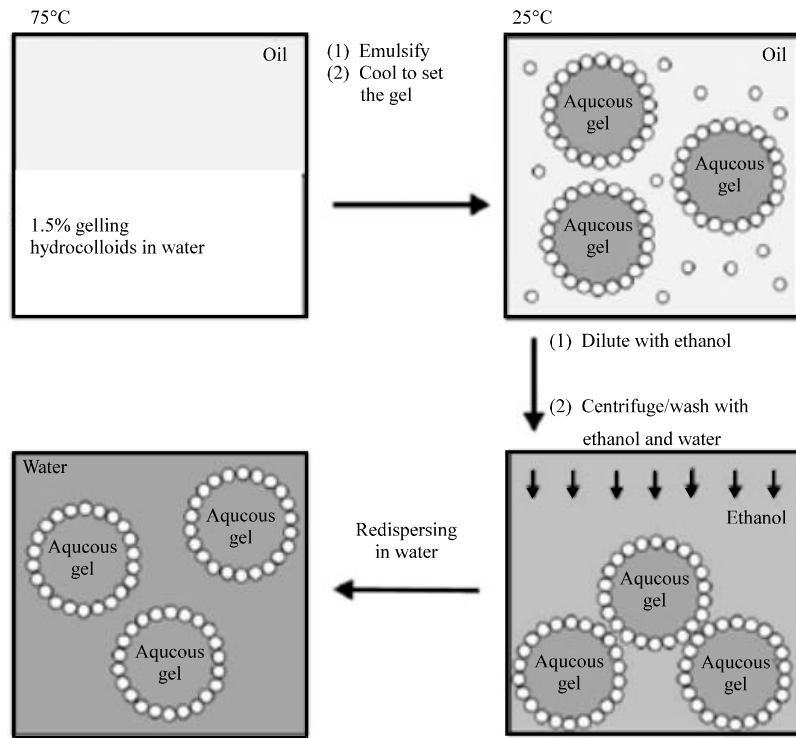 75°C
Oil
1.5% gelling
hydrocolloids in water
(1) Emulsify
(2) Cool to set
the gel
25°C
Oil
Aqucous
gel
Aqucous
gel
Aqucous
gel
(1) Dilute with ethanol
(2) Centrifuge/wash with
ethanol and water
Ethanol
Aqucous
gel
Aqucous
gel
Aqucous
gel
Redispersing
in water
Water
Aqucous
gel
Aqucous
gel
Aqucous
gel